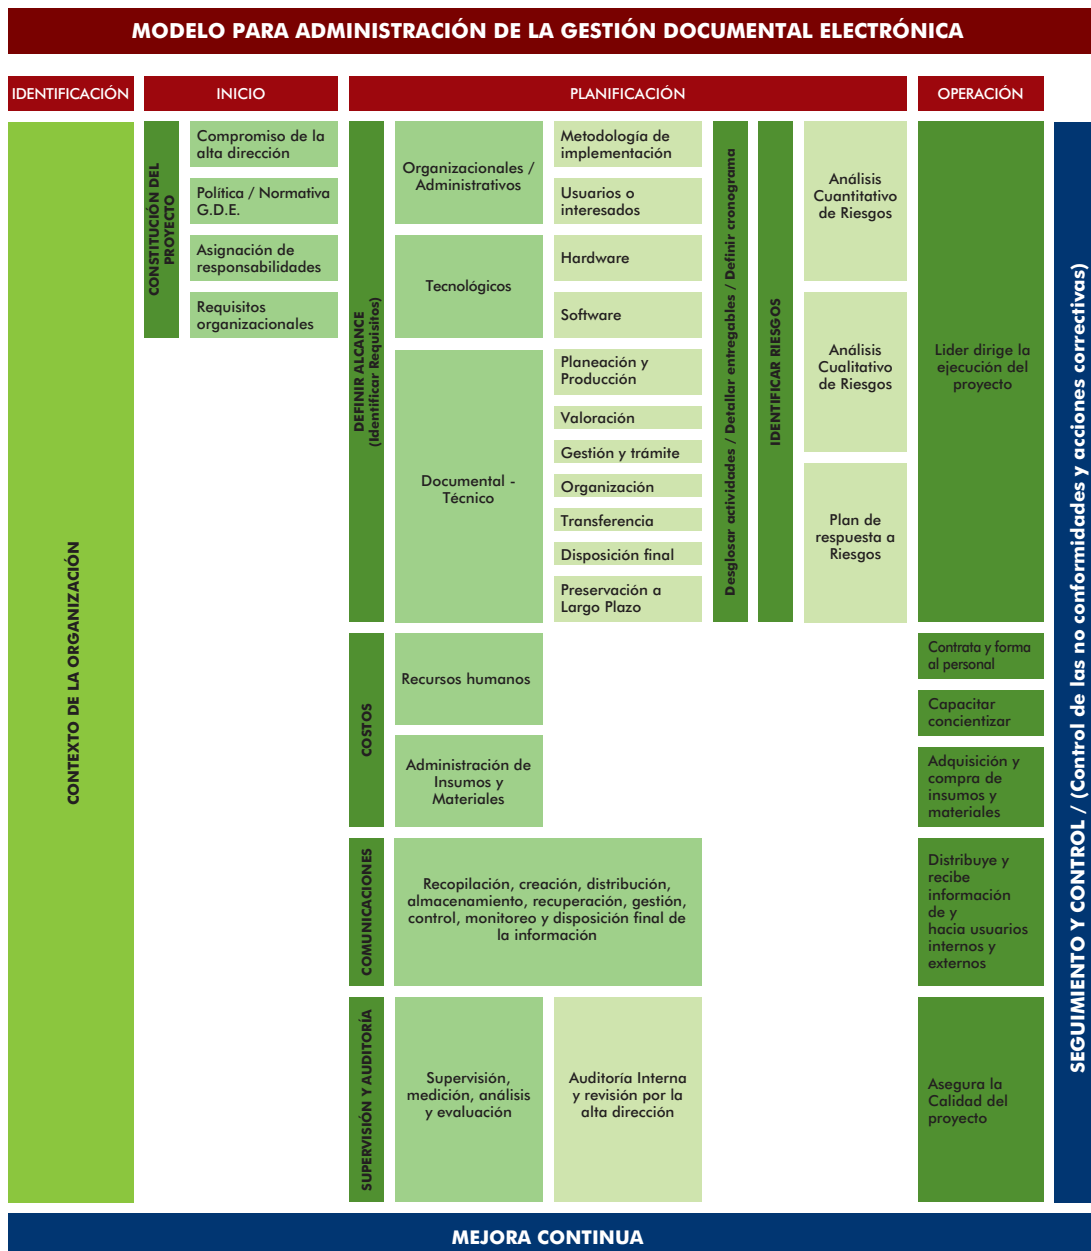 MODELO PARA ADMINISTRACIÓN DE LA GESTIÓN DOCUMENTAL ELECTRÓNICA
IDENTIFICACIÓN
INICIO
PLANIFICACIÓN
OPERACIÓN
CONTEXTO DE LA ORGANIZACIÓN
CONSTITUCIÓN DEL
PROYECTO
Compromiso de la
alta dirección
Política / Normativa
G.D.E.
Asignación de
responsabilidades
Requisitos
organizacionales
DEFINIR ALCANCE
(Identificar Requisitos)
Organizacionales /
Administrativos
Tecnológicos
Documental -
Técnico
Metodología de
implementación
Usuarios o
interesados
Hardware
Software
Planeación y
Producción
Valoración
Gestión y trámite
Organización
Transferencia
Disposición final
Preservación a
Largo Plazo
Desglosar actividades / Detallar entregables / Definir cronograma
IDENTIFICAR RIESGOS
Análisis
Cuantitativo
de Riesgos
Análisis
Cualitativo
de Riesgos
Plan de
respuesta a
Riesgos
Lider dirige la
ejecución del
proyecto
COSTOS
Recursos humanos
Administración de
Insumos y
Materiales
Contrata y forma
al personal
Capacitar
concientizar
Adquisición y
compra de
insumos y
materiales
COMUNICACIONES
Recopilación, creación, distribución,
almacenamiento, recuperación, gestión,
control, monitoreo y disposición final de
la información
Distribuye y
recibe
información
de y
hacia usuarios
internos y
externos
SUPERVISIÓN Y AUDITORÍA
Supervisión,
medición, análisis
y evaluación
Auditoría Interna
y revisión por la
alta dirección
Asegura la
Calidad del
proyecto
SEGUIMIENTO Y CONTROL / (Control de las no conformidades y acciones correctivas)
MEJORA CONTINUA